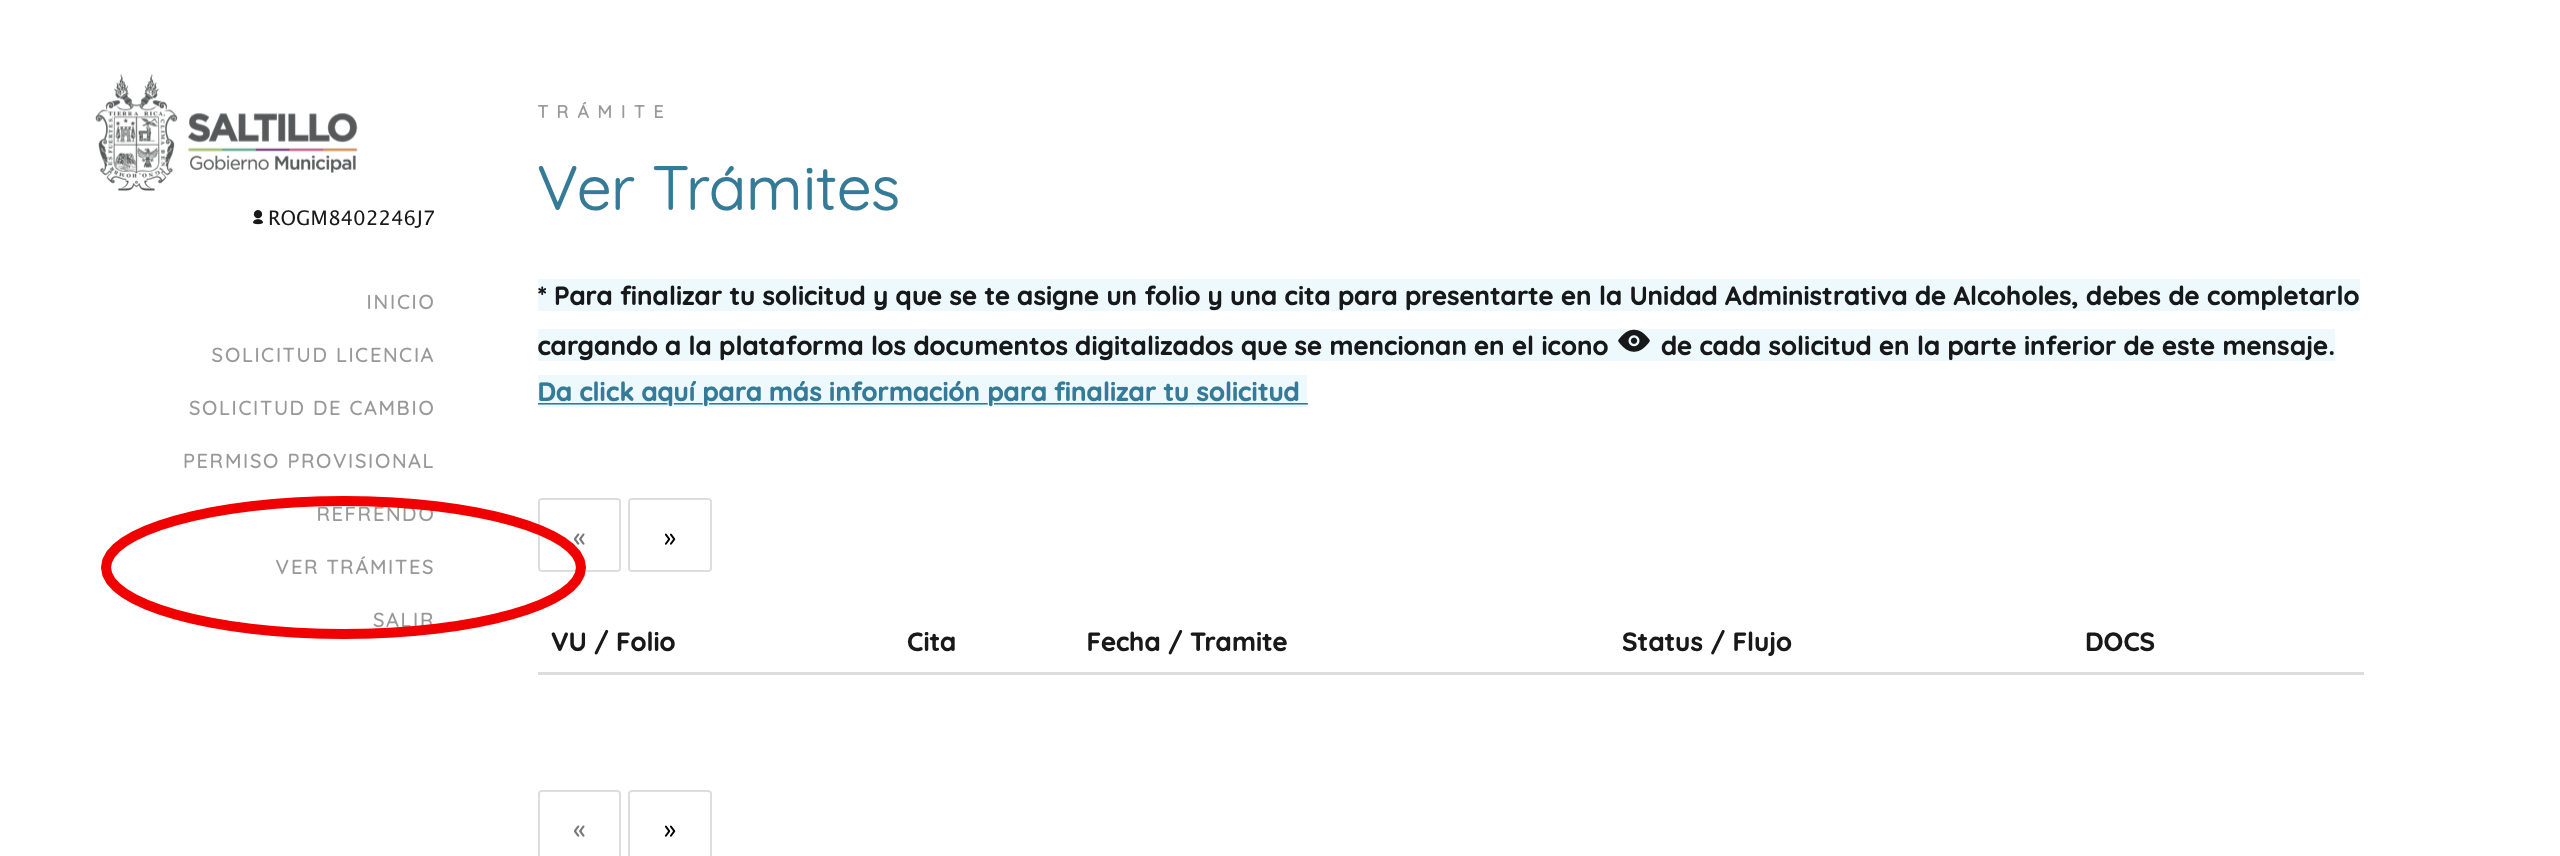 SALTILLO
Gobierno Municipal
ROGM8402246J7
INICIO
SOLICITUD LICENCIA
SOLICITUD DE CAMBIO
PERMISO PROVISIONAL
REFRENDO
VER TRÁMITES
SALIR
TRÁMITE
Ver Trámites
* Para finalizar tu solicitud y que se te asigne un folio y una cita para presentarte en la Unidad Administrativa de Alcoholes, debes de completarlo
cargando a la plataforma los documentos digitalizados que se mencionan en el icono de cada solicitud en la parte inferior de este mensaje.
Da click aquí para más información para finalizar tu solicitud
« »
VU / Folio Cita Fecha / Tramite Status / Flujo DOCS
« »